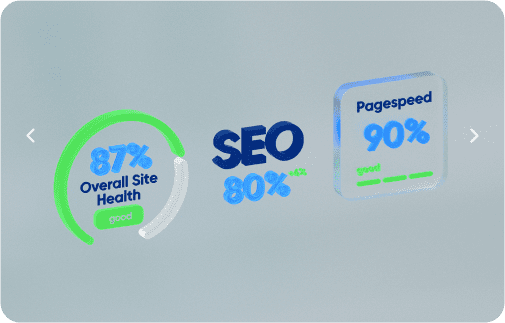 87%
Overall Site
Health
good
SEO
80%
+4%
Pagespeed
90%
good